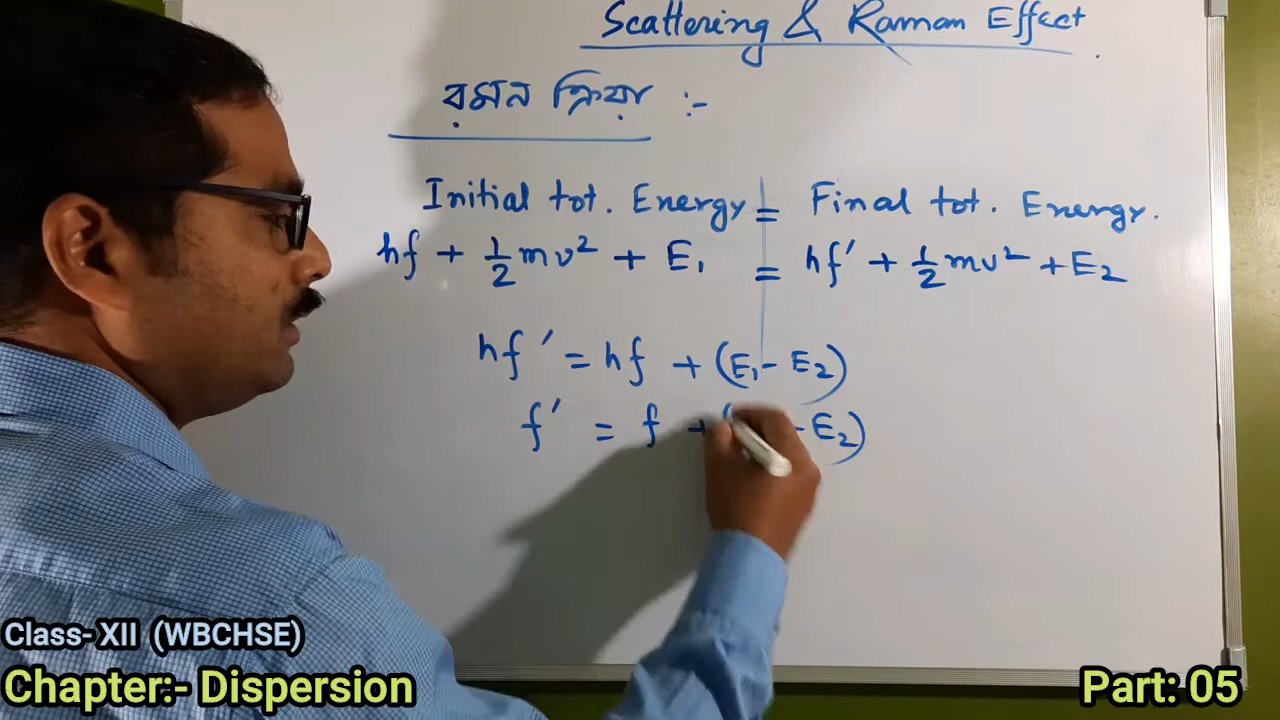 Scattering & Raman Effect
রমন ক্রিয়া :-
Initial tot. Energy = Final tot. Energy.
hf + ½mv² + E₁ = hf′ + ½mv² + E₂
hf′ = hf + (E₁ - E₂)
f′ = f + ( - E₂)
Class- XII (WBCHSE)
Chapter:- Dispersion
Part: 05